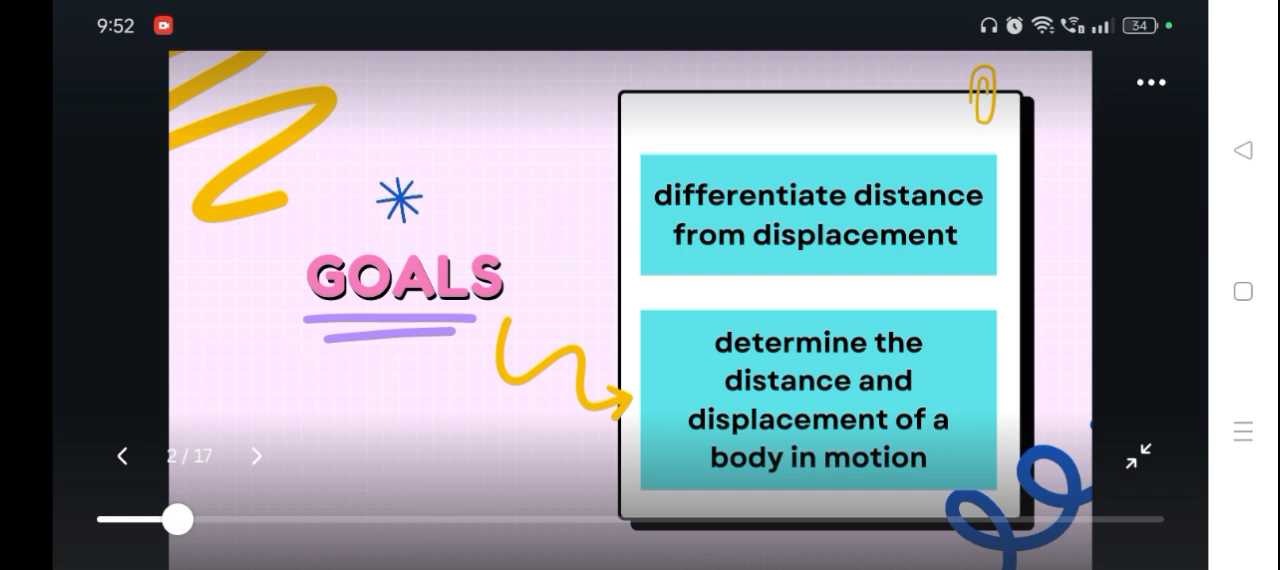 9:52
34
GOALS
differentiate distance
from displacement
determine the
distance and
displacement of a
body in motion
2 / 17